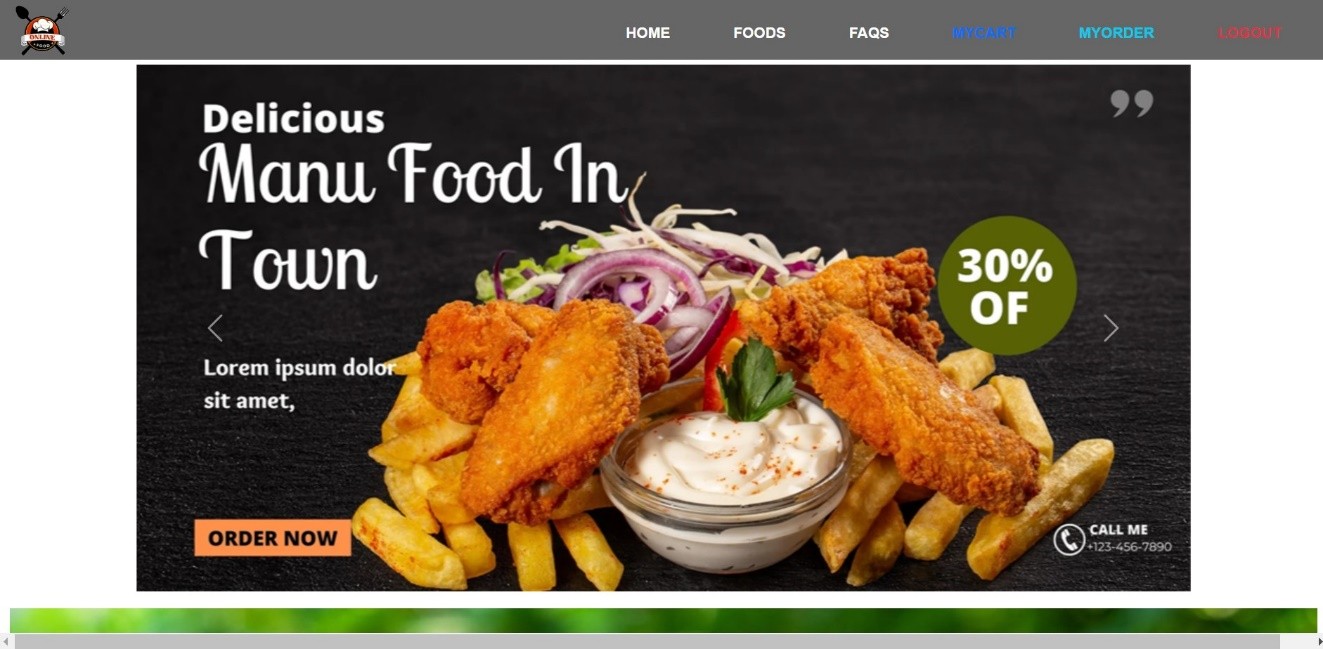 ONLINE
FOOD
HOME FOODS FAQS MYCART MYORDER LOGOUT
Delicious
Manu Food In
Town
30%
OF
Lorem ipsum dolor
sit amet,
ORDER NOW
CALL ME
+123-456-7890